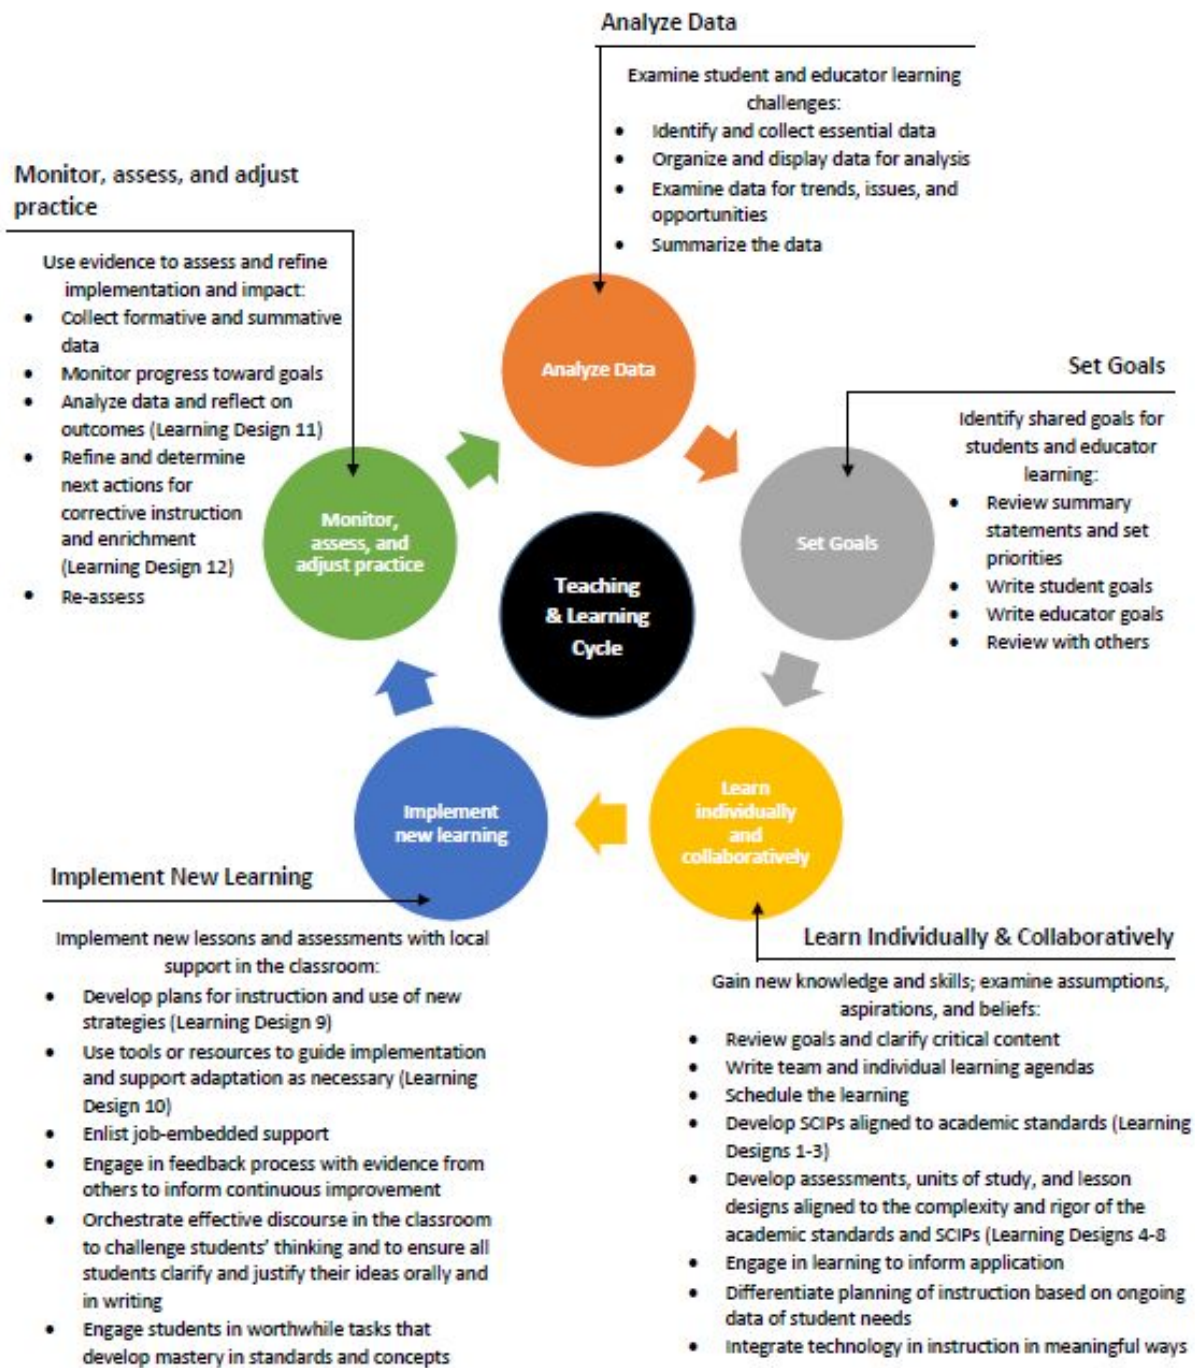 Analyze Data
Examine student and educator learning
challenges:
• Identify and collect essential data
• Organize and display data for analysis
• Examine data for trends, issues, and
opportunities
• Summarize the data
Monitor, assess, and adjust
practice
Use evidence to assess and refine
implementation and impact:
• Collect formative and summative
data
• Monitor progress toward goals
• Analyze data and reflect on
outcomes (Learning Design 11)
• Refine and determine
next actions for
corrective instruction
and enrichment
(Learning Design 12)
• Re-assess
Set Goals
Identify shared goals for
students and educator
learning:
• Review summary
statements and set
priorities
• Write student goals
• Write educator goals
• Review with others
Analyze Data
Set Goals
Learn
individually
and
collaboratively
Implement
new learning
Monitor,
assess, and
adjust practice
Teaching
& Learning
Cycle
Implement New Learning
Implement new lessons and assessments with local
support in the classroom:
• Develop plans for instruction and use of new
strategies (Learning Design 9)
• Use tools or resources to guide implementation
and support adaptation as necessary (Learning
Design 10)
• Enlist job-embedded support
• Engage in feedback process with evidence from
others to inform continuous improvement
• Orchestrate effective discourse in the classroom
to challenge students' thinking and to ensure all
students clarify and justify their ideas orally and
in writing
• Engage students in worthwhile tasks that
develop mastery in standards and concepts
Learn Individually & Collaboratively
Gain new knowledge and skills; examine assumptions,
aspirations, and beliefs:
• Review goals and clarify critical content
• Write team and individual learning agendas
• Schedule the learning
• Develop SCIPs aligned to academic standards (Learning
Designs 1-3)
• Develop assessments, units of study, and lesson
designs aligned to the complexity and rigor of the
academic standards and SCIPs (Learning Designs 4-8
• Engage in learning to inform application
• Differentiate planning of instruction based on ongoing
data of student needs
• Integrate technology in instruction in meaningful ways